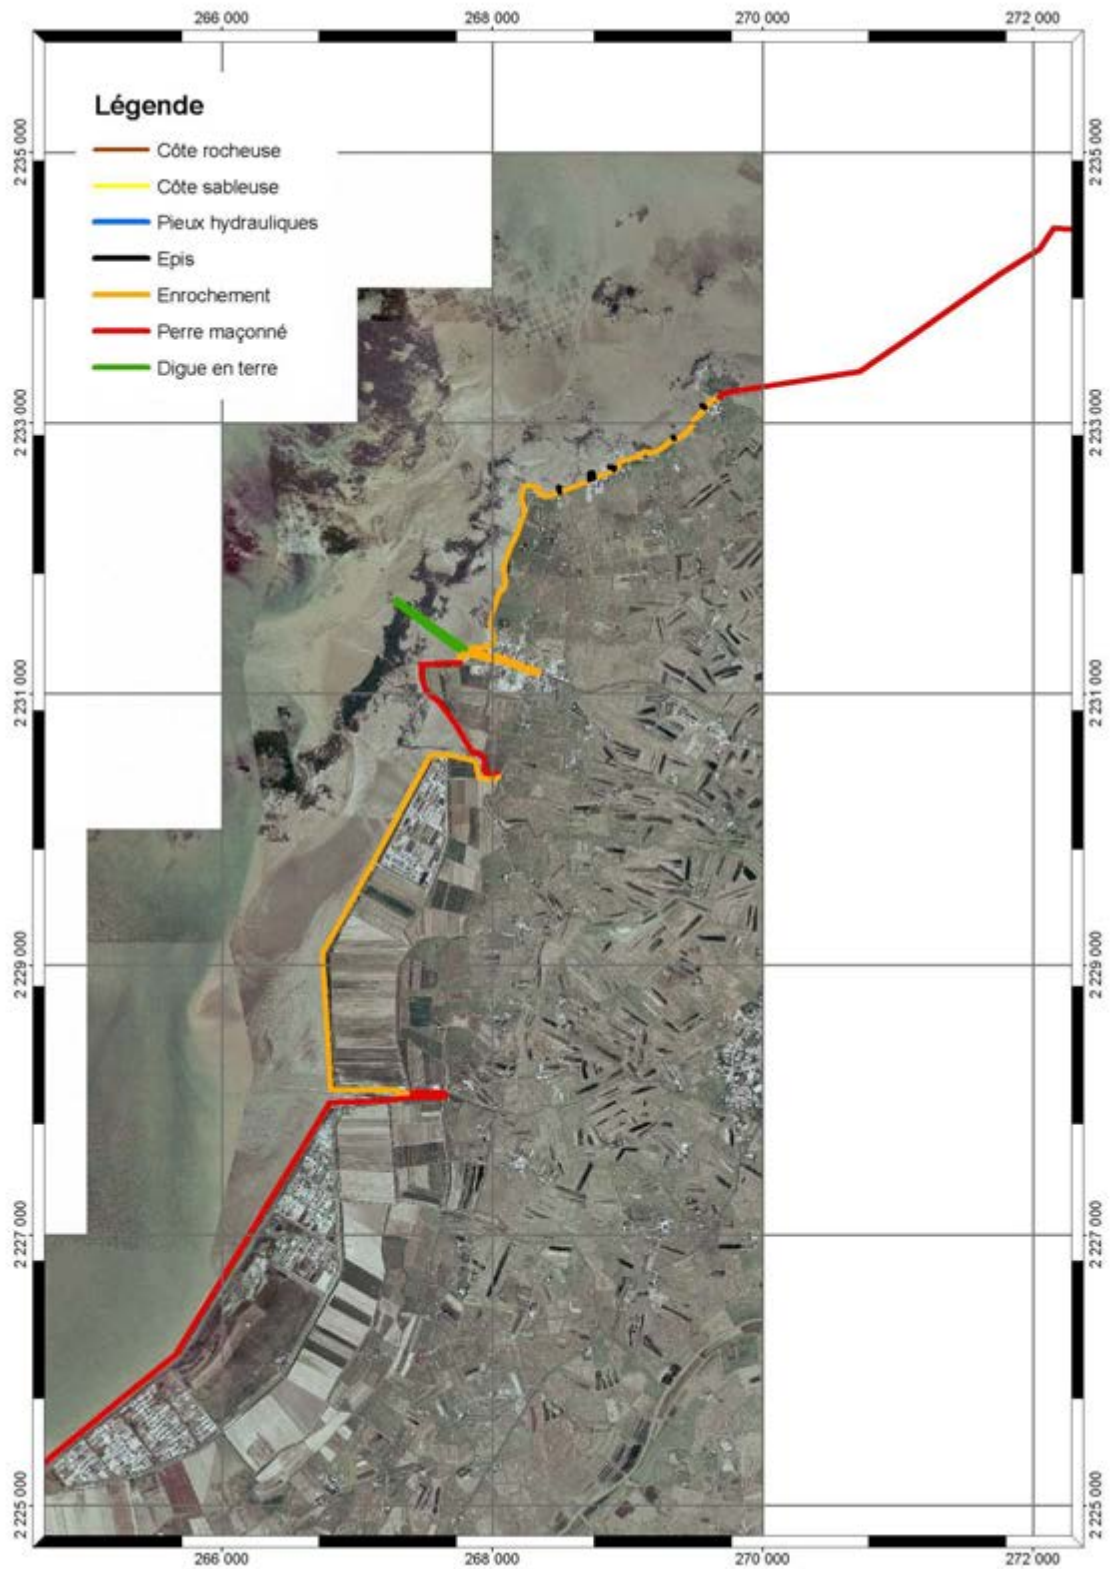 266 000 268 000 270 000 272 000
Légende
Côte rocheuse
Côte sableuse
Pieux hydrauliques
Epis
Enrochement
Perre maçonné
Digue en terre
2 235 000 2 235 000
2 233 000 2 233 000
2 231 000 2 231 000
2 229 000 2 229 000
2 227 000 2 227 000
2 225 000 2 225 000
266 000 268 000 270 000 272 000